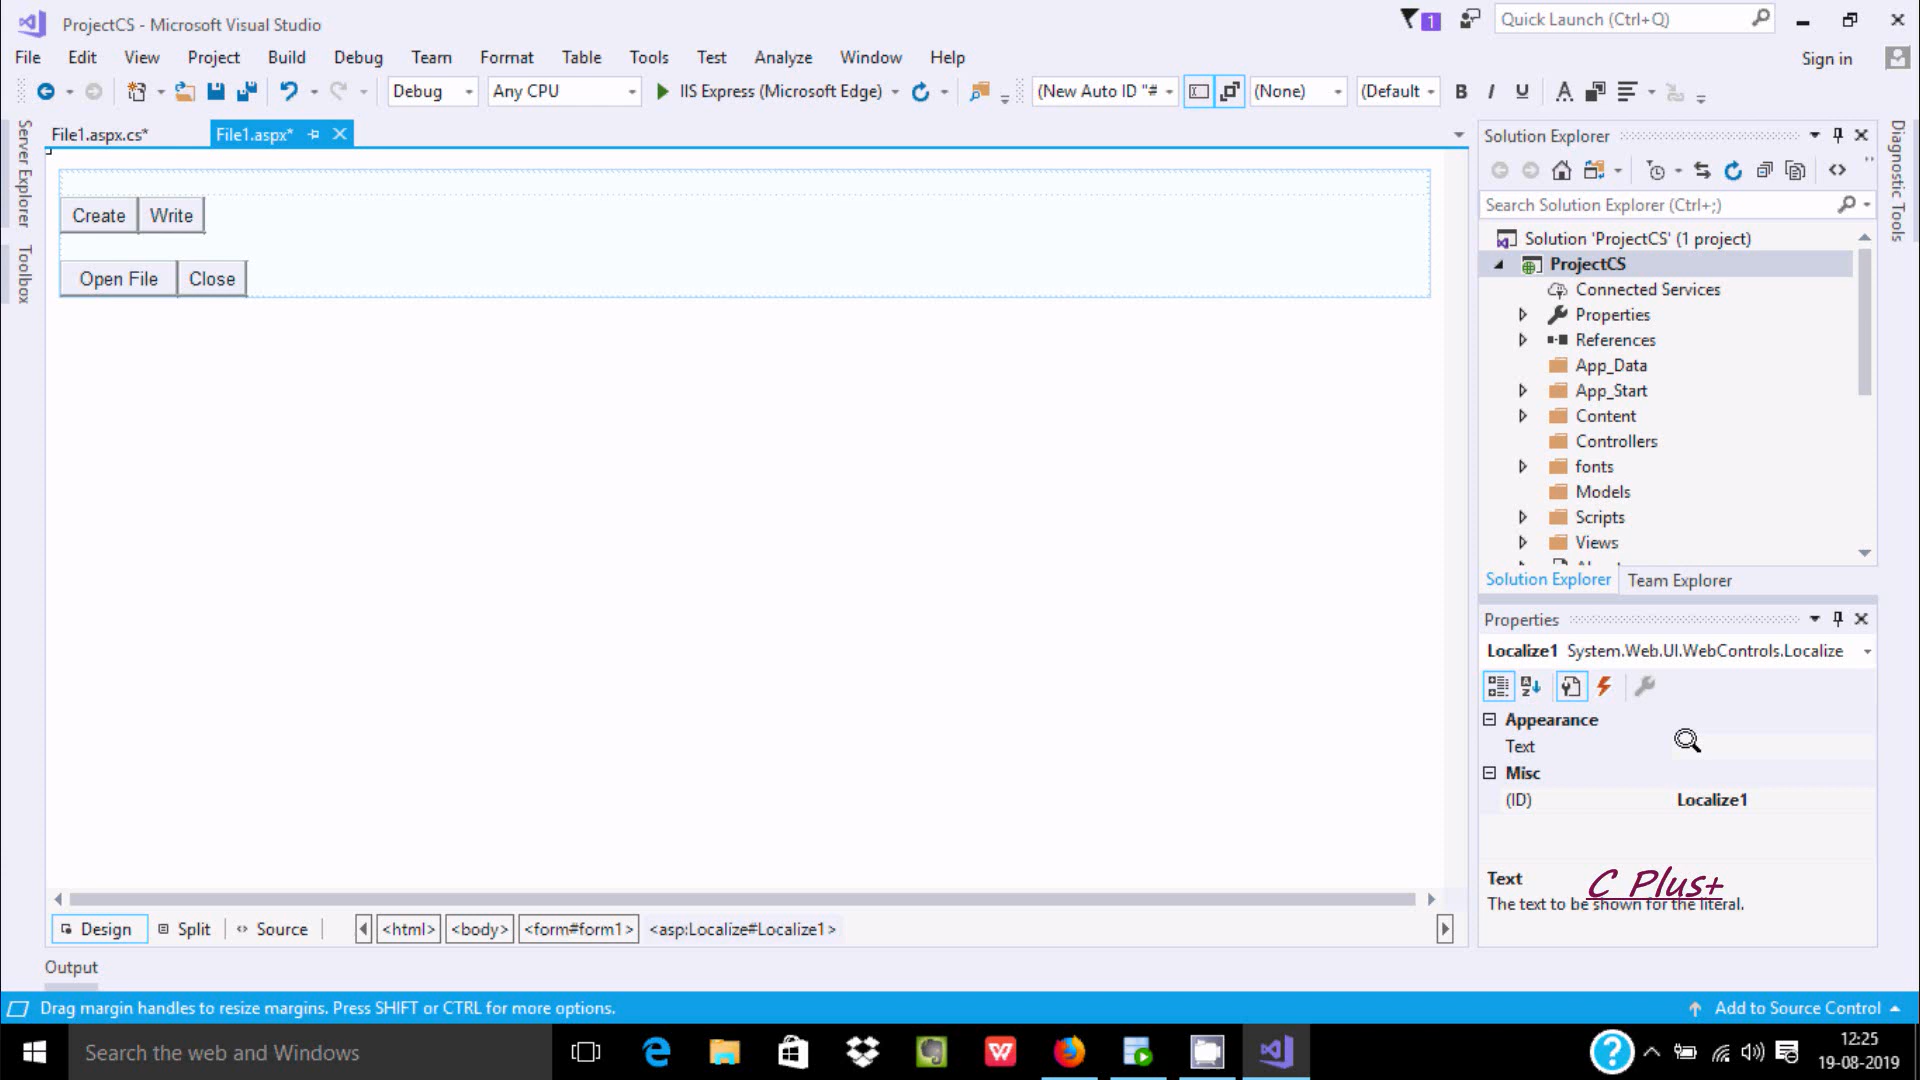 ProjectCS - Microsoft Visual Studio
1
Quick Launch (Ctrl+Q)
File Edit View Project Build Debug Team Format Table Tools Test Analyze Window Help
Sign in
Debug Any CPU IIS Express (Microsoft Edge) (New Auto ID "# (None) (Default B I U A
Server Explorer
Toolbox
File1.aspx.cs* File1.aspx*
Create Write
Open File Close
Design Split Source <html> <body> <form#form1> <asp:Localize#Localize1>
Output
Solution Explorer
Search Solution Explorer (Ctrl+;)
Solution 'ProjectCS' (1 project)
ProjectCS
Connected Services
Properties
References
App_Data
App_Start
Content
Controllers
fonts
Models
Scripts
Views
Solution Explorer Team Explorer
Diagnostic Tools
Properties
Localize1 System.Web.UI.WebControls.Localize
Appearance
Text
Misc
(ID) Localize1
Text
C Plus+
The text to be shown for the literal.
Drag margin handles to resize margins. Press SHIFT or CTRL for more options.
Add to Source Control
Search the web and Windows
12:25
19-08-2019